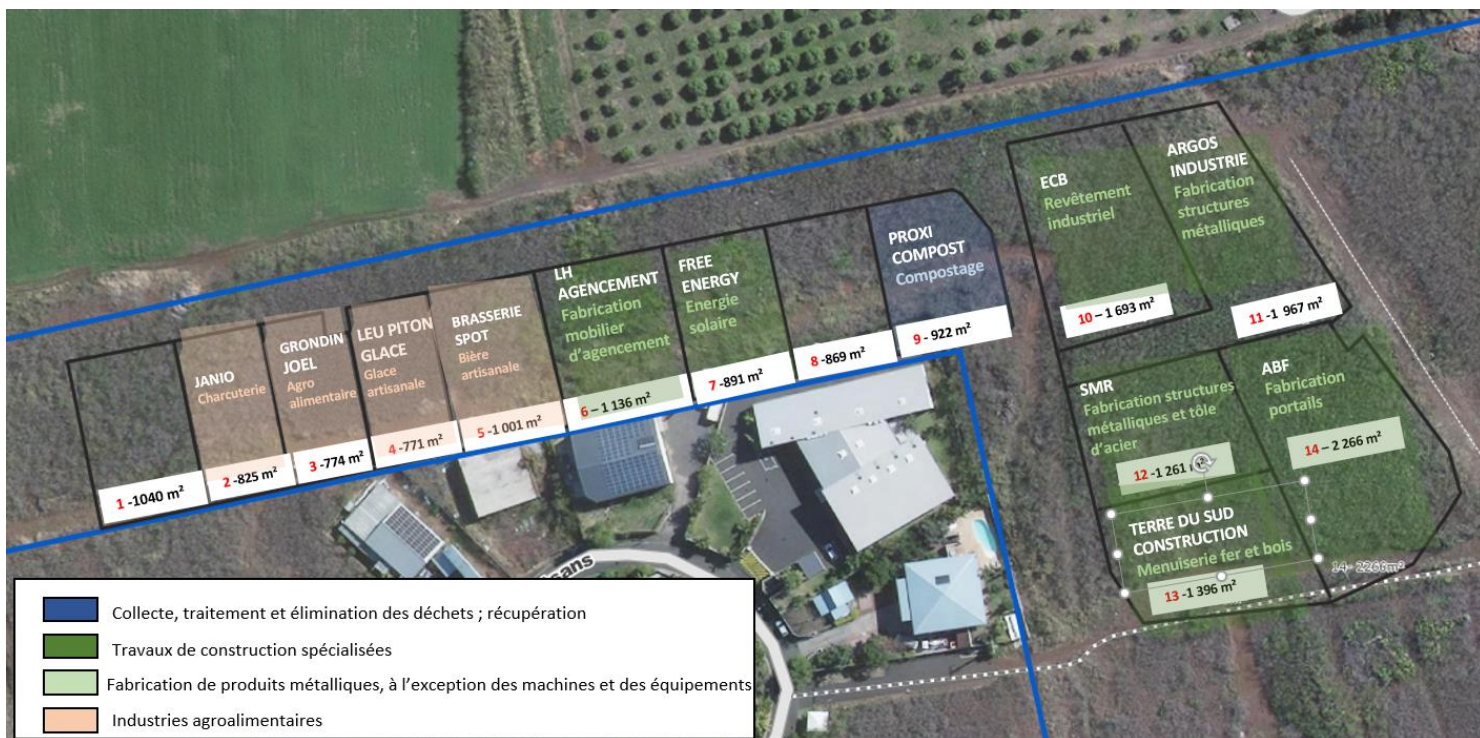 JANIO
Charcuterie
GRONDIN
JOEL
Agro
alimentaire
LEU PITON
GLACE
Glace
artisanale
BRASSERIE
SPOT
Bière
artisanale
LH
AGENCEMENT
Fabrication
mobilier
d'agencement
FREE
ENERGY
Energie
solaire
PROXI
COMPOST
Compostage
ECB
Revêtement
industriel
ARGOS
INDUSTRIE
Fabrication
structures
métalliques
1 -1040 m²
2 -825 m²
3 -774 m²
4 -771 m²
5 -1 001 m²
6 – 1 136 m²
7 -891 m²
8 -869 m²
9 - 922 m²
10 – 1 693 m²
11 -1 967 m²
SMR
Fabrication structures
métalliques et tôle
d'acier
12 -1 261 m²
ABF
Fabrication
portails
14 – 2 266 m²
TERRE DU SUD
CONSTRUCTION
Menuiserie fer et bois
13 -1 396 m²
14- 2266m²
sans
Collecte, traitement et élimination des déchets ; récupération
Travaux de construction spécialisées
Fabrication de produits métalliques, à l'exception des machines et des équipements
Industries agroalimentaires